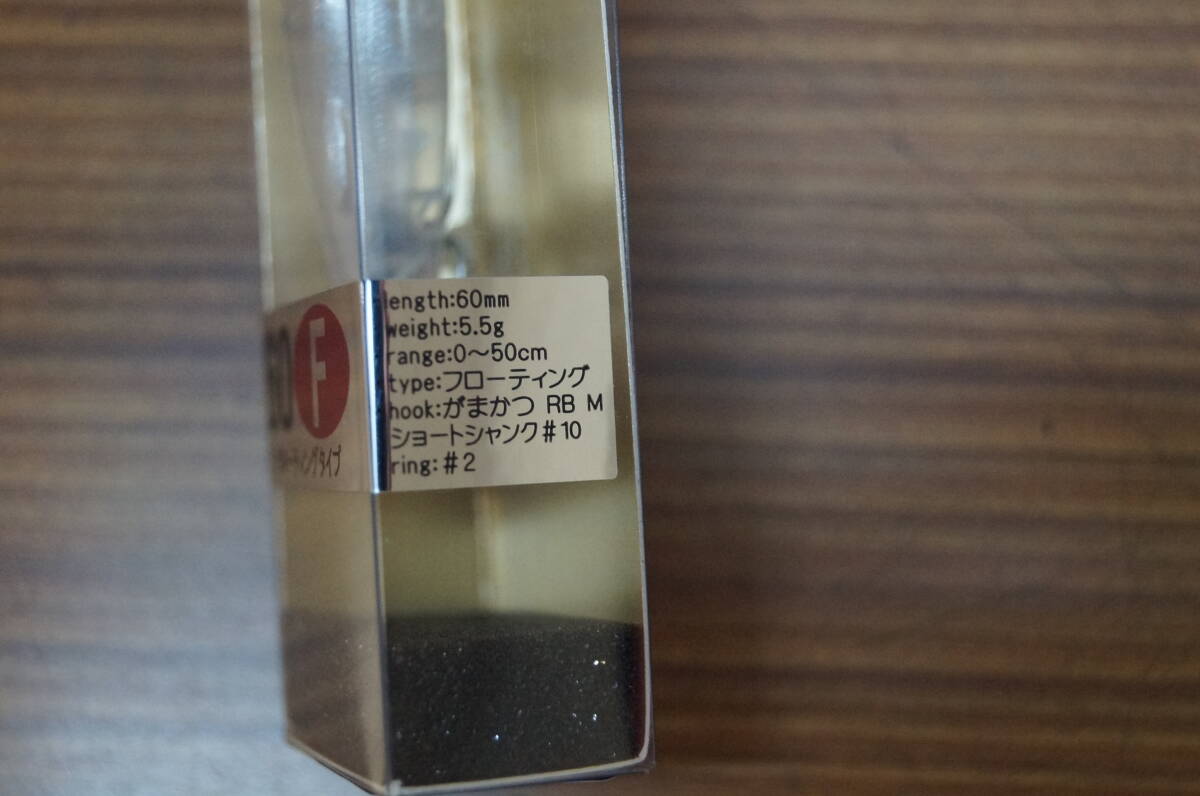 F
length:60mm
weight:5.5g
range:0～50cm
type:フローティング
hook:がまかつ RB M
ショートシャンク#10
ring:#2